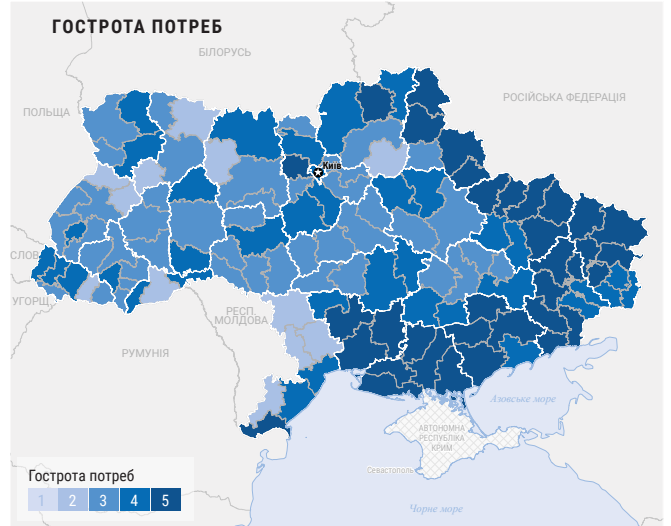 ГОСТРОТА ПОТРЕБ
БІЛОРУСЬ
ПОЛЬЩА
РОСІЙСЬКА ФЕДЕРАЦІЯ
Київ
СЛОВ
УГОРЩ.
РЕСП.
МОЛДОВА
РУМУНІЯ
Азовське море
АВТОНОМНА
РЕСПУБЛІКА
КРИМ
Севастополь
Чорне море
Гострота потреб
1 2 3 4 5